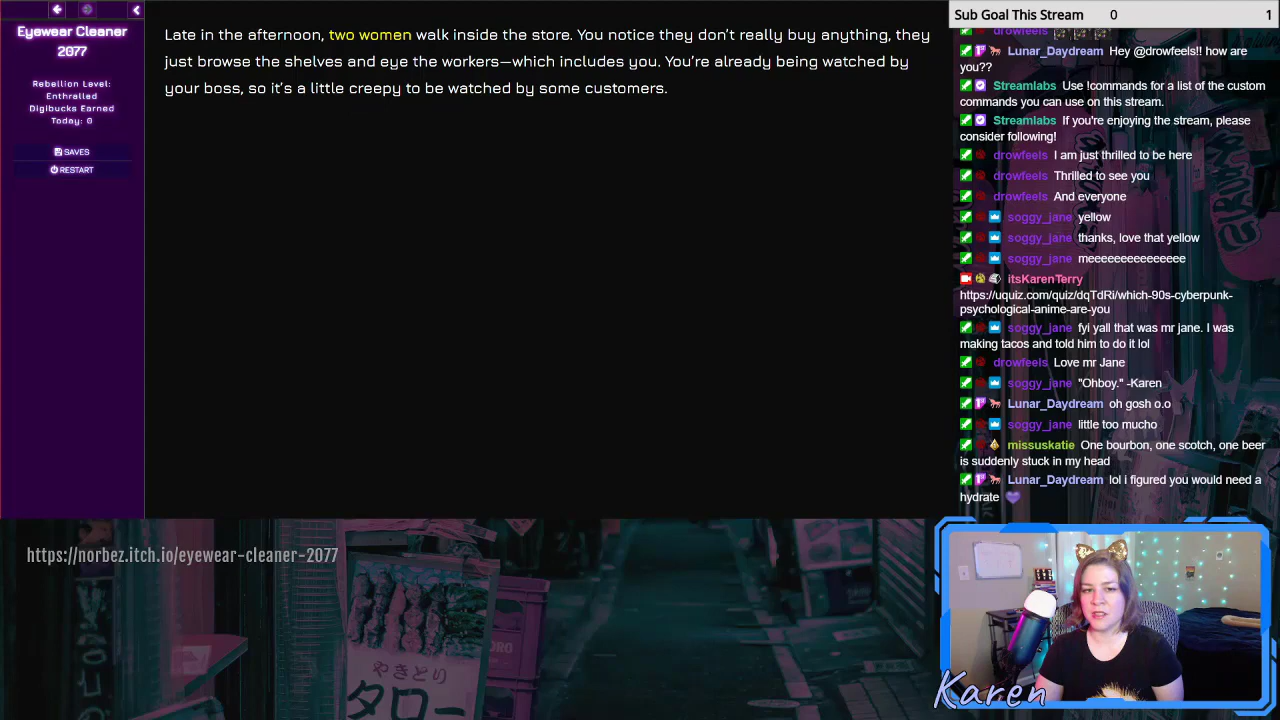 Eyewear Cleaner
2077
Rebellion Level:
Enthralled
Digibucks Earned
Today: 0
SAVES
RESTART
Late in the afternoon, two women walk inside the store. You notice they don't really buy anything, they
just browse the shelves and eye the workers—which includes you. You're already being watched by
your boss, so it's a little creepy to be watched by some customers.
Sub Goal This Stream 0 1
drowfeels
Lunar_Daydream Hey @drowfeels!! how are
you??
Streamlabs Use !commands for a list of the custom
commands you can use on this stream.
Streamlabs If you're enjoying the stream, please
consider following!
drowfeels I am just thrilled to be here
drowfeels Thrilled to see you
drowfeels And everyone
soggy_jane yellow
soggy_jane thanks, love that yellow
soggy_jane meeeeeeeeeeeeeee
itsKarenTerry
https://uquiz.com/quiz/dqTdRi/which-90s-cyberpunk-
psychological-anime-are-you
soggy_jane fyi yall that was mr jane. I was
making tacos and told him to do it lol
drowfeels Love mr Jane
soggy_jane "Ohboy." -Karen
Lunar_Daydream oh gosh o.o
soggy_jane little too mucho
missuskatie One bourbon, one scotch, one beer
is suddenly stuck in my head
Lunar_Daydream lol i figured you would need a
hydrate
https://norbez.itch.io/eyewear-cleaner-2077
やきとり
タロー
Karen